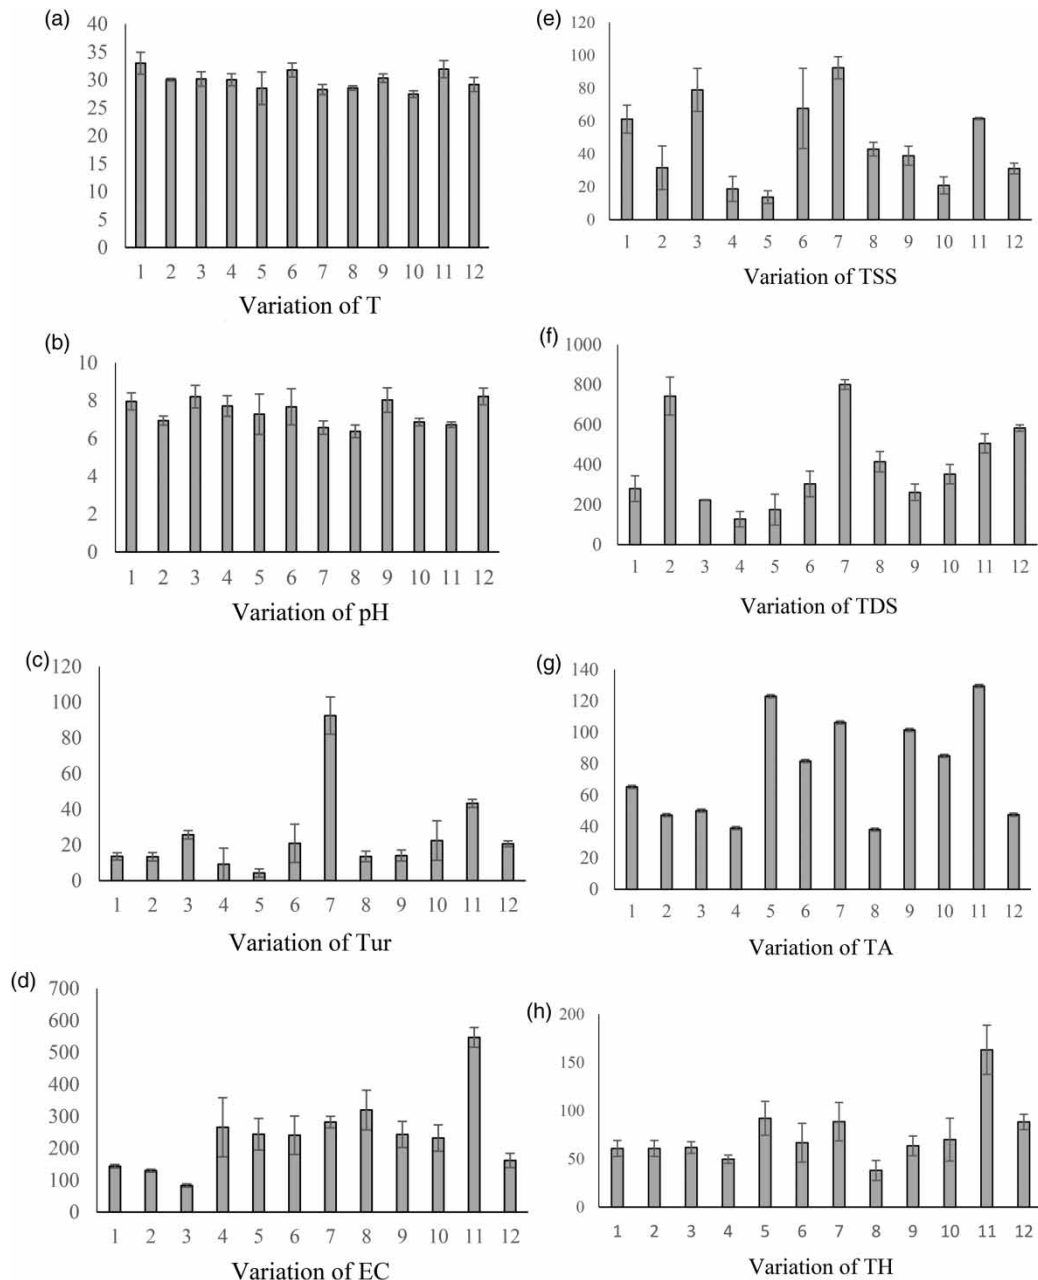 (a)
40
35
30
25
20
15
10
5
0
1 2 3 4 5 6 7 8 9 10 11 12
Variation of T
(b)
10
8
6
4
2
0
1 2 3 4 5 6 7 8 9 10 11 12
Variation of pH
(c)
120
100
80
60
40
20
0
1 2 3 4 5 6 7 8 9 10 11 12
Variation of Tur
(d)
700
600
500
400
300
200
100
0
1 2 3 4 5 6 7 8 9 10 11 12
Variation of EC
(e)
120
100
80
60
40
20
0
1 2 3 4 5 6 7 8 9 10 11 12
Variation of TSS
(f)
1000
800
600
400
200
0
1 2 3 4 5 6 7 8 9 10 11 12
Variation of TDS
(g)
140
120
100
80
60
40
20
0
1 2 3 4 5 6 7 8 9 10 11 12
Variation of TA
(h)
200
150
100
50
0
1 2 3 4 5 6 7 8 9 10 11 12
Variation of TH